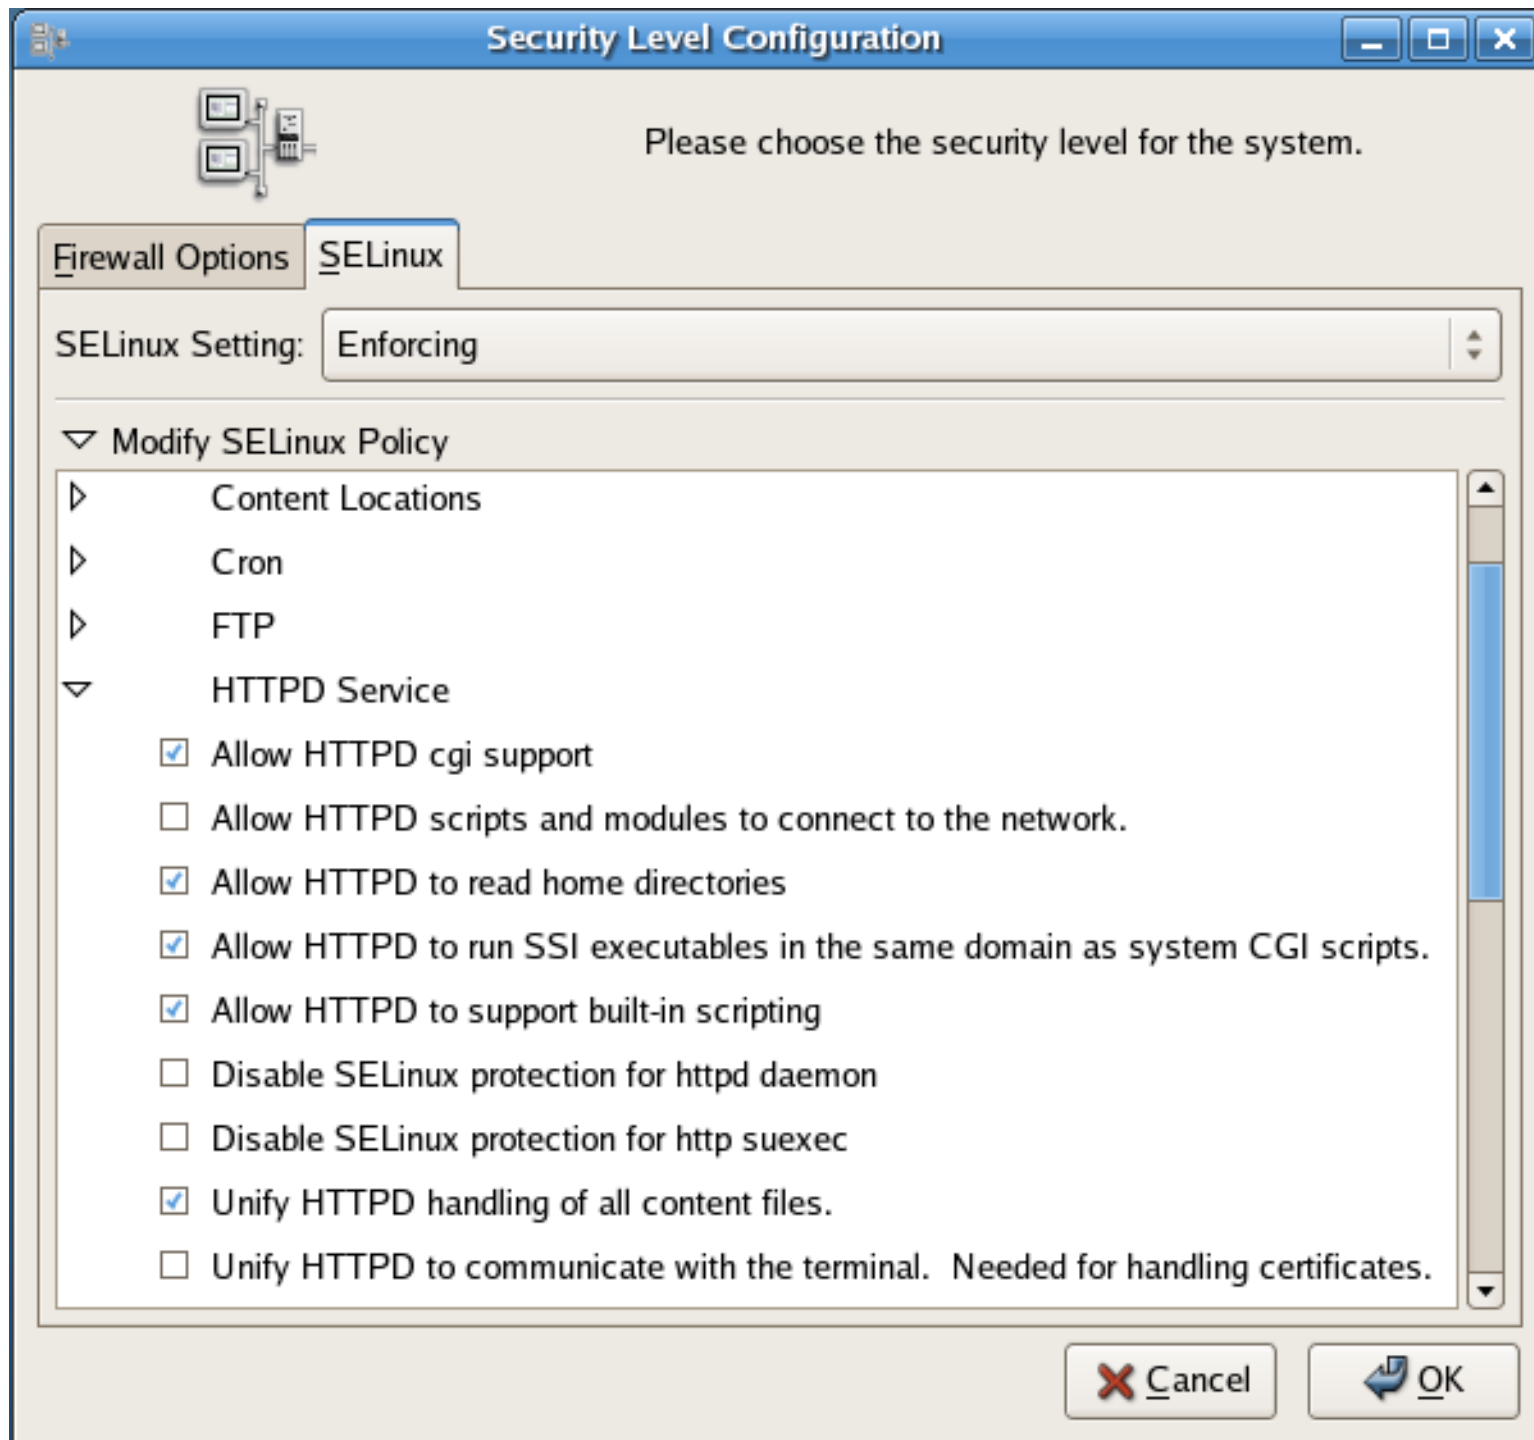 Security Level Configuration
Please choose the security level for the system.
Firewall Options
SELinux
SELinux Setting:
Enforcing
Modify SELinux Policy
Content Locations
Cron
FTP
HTTPD Service
Allow HTTPD cgi support
Allow HTTPD scripts and modules to connect to the network.
Allow HTTPD to read home directories
Allow HTTPD to run SSI executables in the same domain as system CGI scripts.
Allow HTTPD to support built-in scripting
Disable SELinux protection for httpd daemon
Disable SELinux protection for http suexec
Unify HTTPD handling of all content files.
Unify HTTPD to communicate with the terminal.  Needed for handling certificates.
Cancel
OK